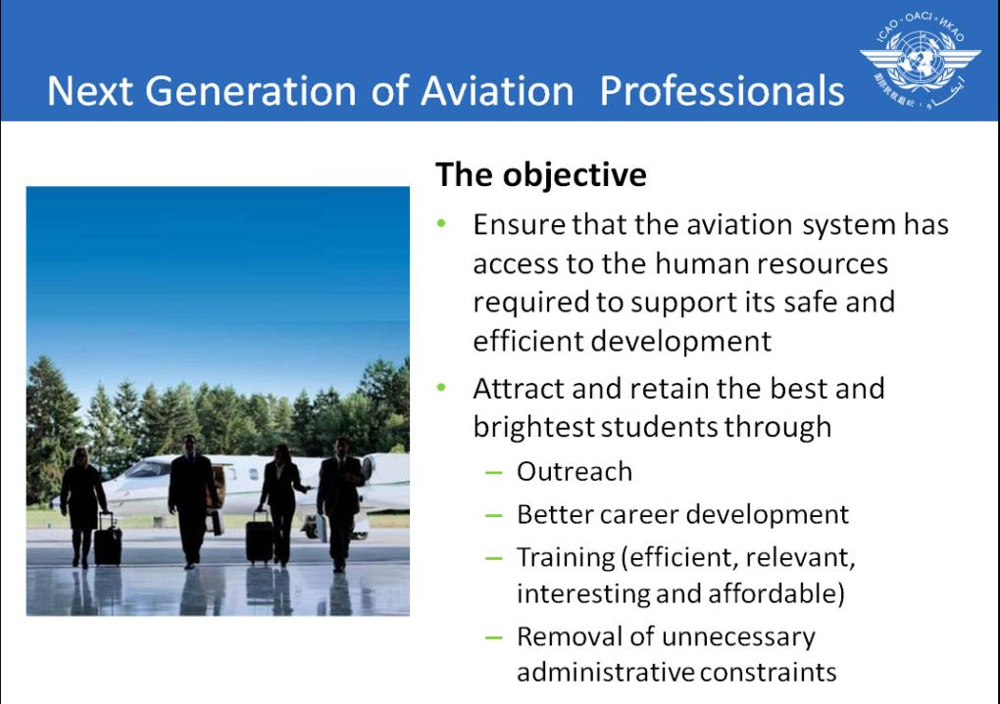 ICAO · OACI · ИКАО
Next Generation of Aviation Professionals
The objective
• Ensure that the aviation system has
access to the human resources
required to support its safe and
efficient development
• Attract and retain the best and
brightest students through
– Outreach
– Better career development
– Training (efficient, relevant,
interesting and affordable)
– Removal of unnecessary
administrative constraints